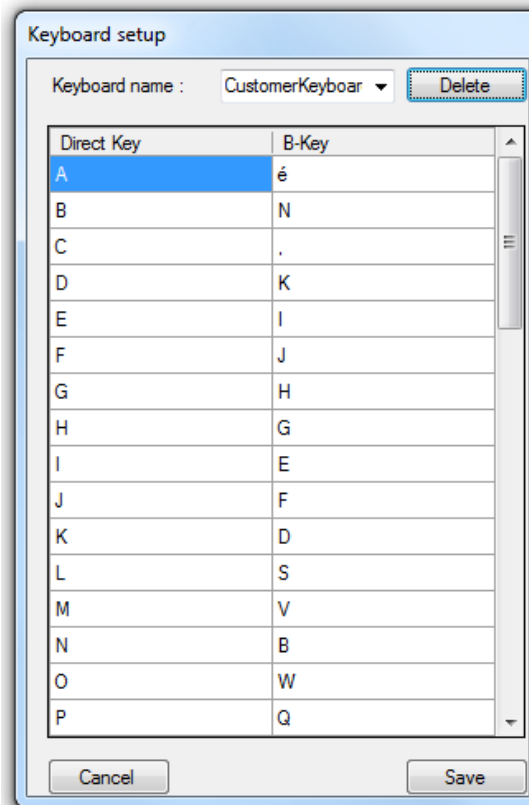 Keyboard setup
Keyboard name : CustomerKeyboar Delete
Direct Key B-Key
A é
B N
C .
D K
E I
F J
G H
H G
I E
J F
K D
L S
M V
N B
O W
P Q
Cancel Save